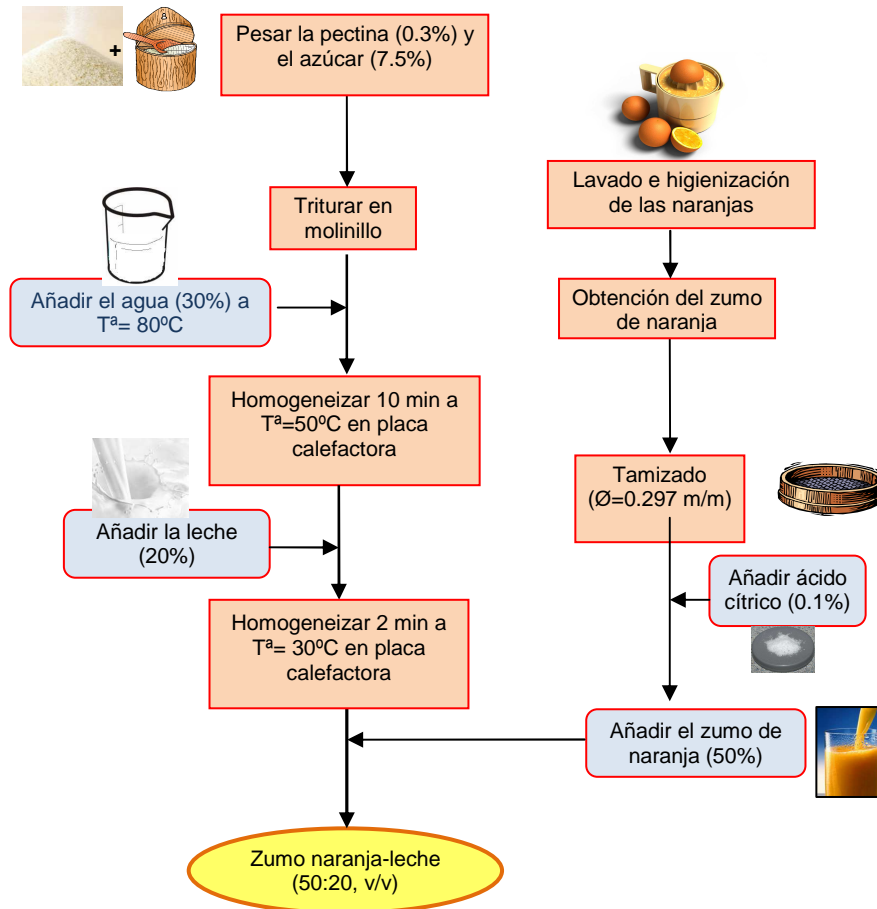 8
+
Pesar la pectina (0.3%) y
el azúcar (7.5%)
Triturar en
molinillo
Añadir el agua (30%) a
Tª= 80ºC
Homogeneizar 10 min a
Tª=50ºC en placa
calefactora
Añadir la leche
(20%)
Homogeneizar 2 min a
Tª= 30ºC en placa
calefactora
Lavado e higienización
de las naranjas
Obtención del zumo
de naranja
Tamizado
(Ø=0.297 m/m)
Añadir ácido
cítrico (0.1%)
Añadir el zumo de
naranja (50%)
Zumo naranja-leche
(50:20, v/v)